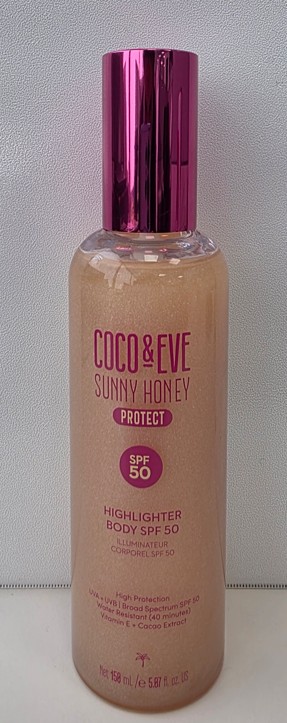 COCO & EVE
SUNNY HONEY
PROTECT
SPF
50
HIGHLIGHTER
BODY SPF 50
ILLUMINATEUR
CORPOREL SPF 50
High Protection
UVA + UVB | Broad Spectrum SPF 50
Water Resistant (40 minutes)
Vitamin E + Cacao Extract
Net 150 mL / ℮ 5.07 fl. oz. US